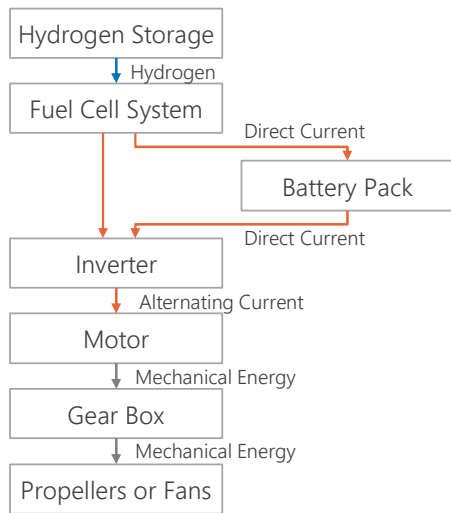 Hydrogen Storage
Hydrogen
Fuel Cell System
Direct Current
Battery Pack
Direct Current
Inverter
Alternating Current
Motor
Mechanical Energy
Gear Box
Mechanical Energy
Propellers or Fans